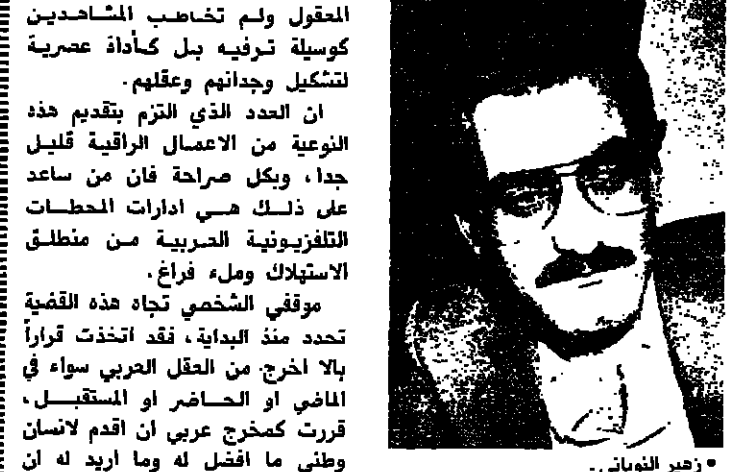 المعقول ولم تخاطب المشاهدين
كوسيلة ترفيه بل كأداة عصرية
لتشكيل وجدانهم وعقلهم.
ان العدد الذي التزم بتقديم هذه
النوعية من الاعمال الراقية قليل
جدا، وبكل صراحة فان من ساعد
على ذلك هي ادارات المحطات
التلفزيونية العربية من منطلق
الاستهلاك وملء فراغ.
موقفي الشخصي تجاه هذه القضية
تحدد منذ البداية، فقد اتخذت قراراً
بالا اخرج من العقل العربي سواء في
الماضي او الحاضر او المستقبل،
قررت كمخرج عربي ان اقدم لانسان
وطني ما افضل له وما اريد له ان
• زهير النوباني..